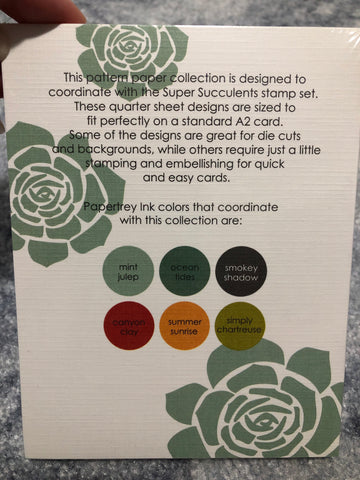 This pattern paper collection is designed to
coordinate with the Super Succulents stamp set.
These quarter sheet designs are sized to
fit perfectly on a standard A2 card.
Some of the designs are great for die cuts
and backgrounds, while others require just a little
stamping and embellishing for quick
and easy cards.
Papertrey Ink colors that coordinate
with this collection are:
mint
julep
ocean
tides
smokey
shadow
canyon
clay
summer
sunrise
simply
chartreuse